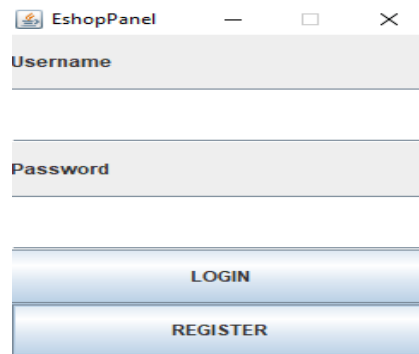 EshopPanel
Username
Password
LOGIN
REGISTER